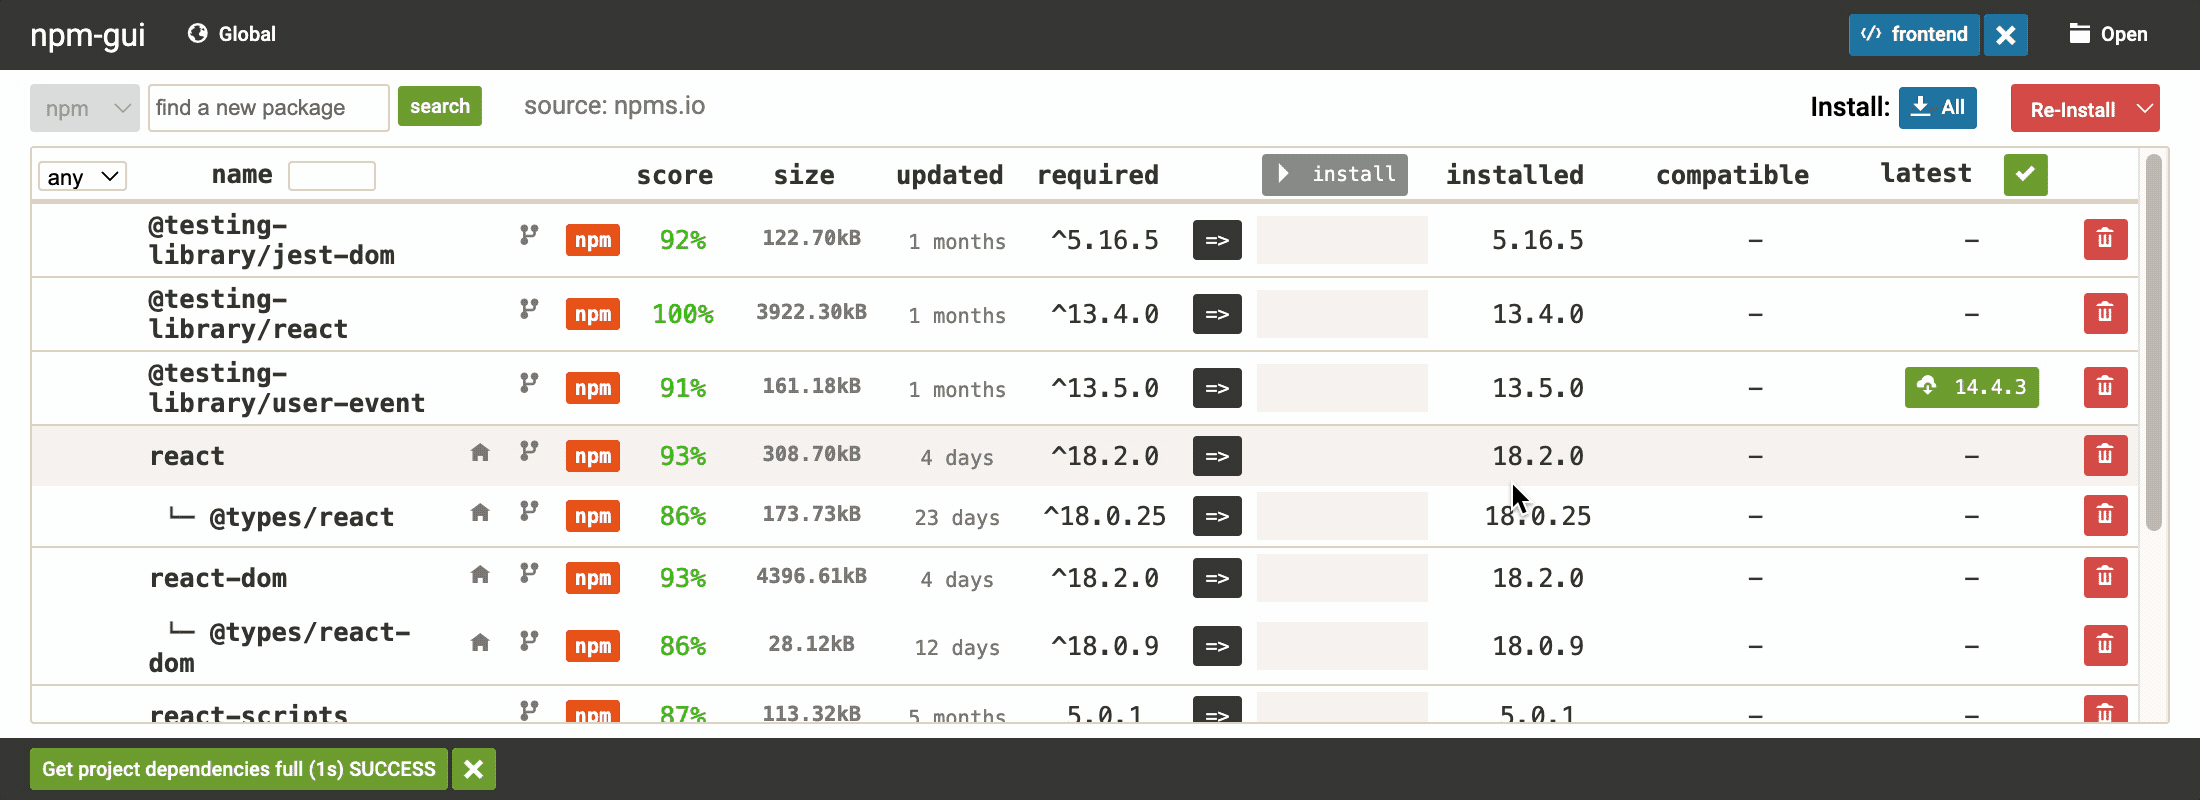 npm-gui Global frontend Open
npm find a new package search source: npms.io Install: All Re-Install
any name score size updated required install installed compatible latest
@testing-
library/jest-dom npm 92% 122.70kB 1 months ^5.16.5 => 5.16.5 – –
@testing-
library/react npm 100% 3922.30kB 1 months ^13.4.0 => 13.4.0 – –
@testing-
library/user-event npm 91% 161.18kB 1 months ^13.5.0 => 13.5.0 – 14.4.3
react npm 93% 308.70kB 4 days ^18.2.0 => 18.2.0 – –
└─ @types/react npm 86% 173.73kB 23 days ^18.0.25 => 18.0.25 – –
react-dom npm 93% 4396.61kB 4 days ^18.2.0 => 18.2.0 – –
└─ @types/react-
dom npm 86% 28.12kB 12 days ^18.0.9 => 18.0.9 – –
react-scripts npm 87% 113.32kB 5 months 5.0.1 => 5.0.1 – –
Get project dependencies full (1s) SUCCESS